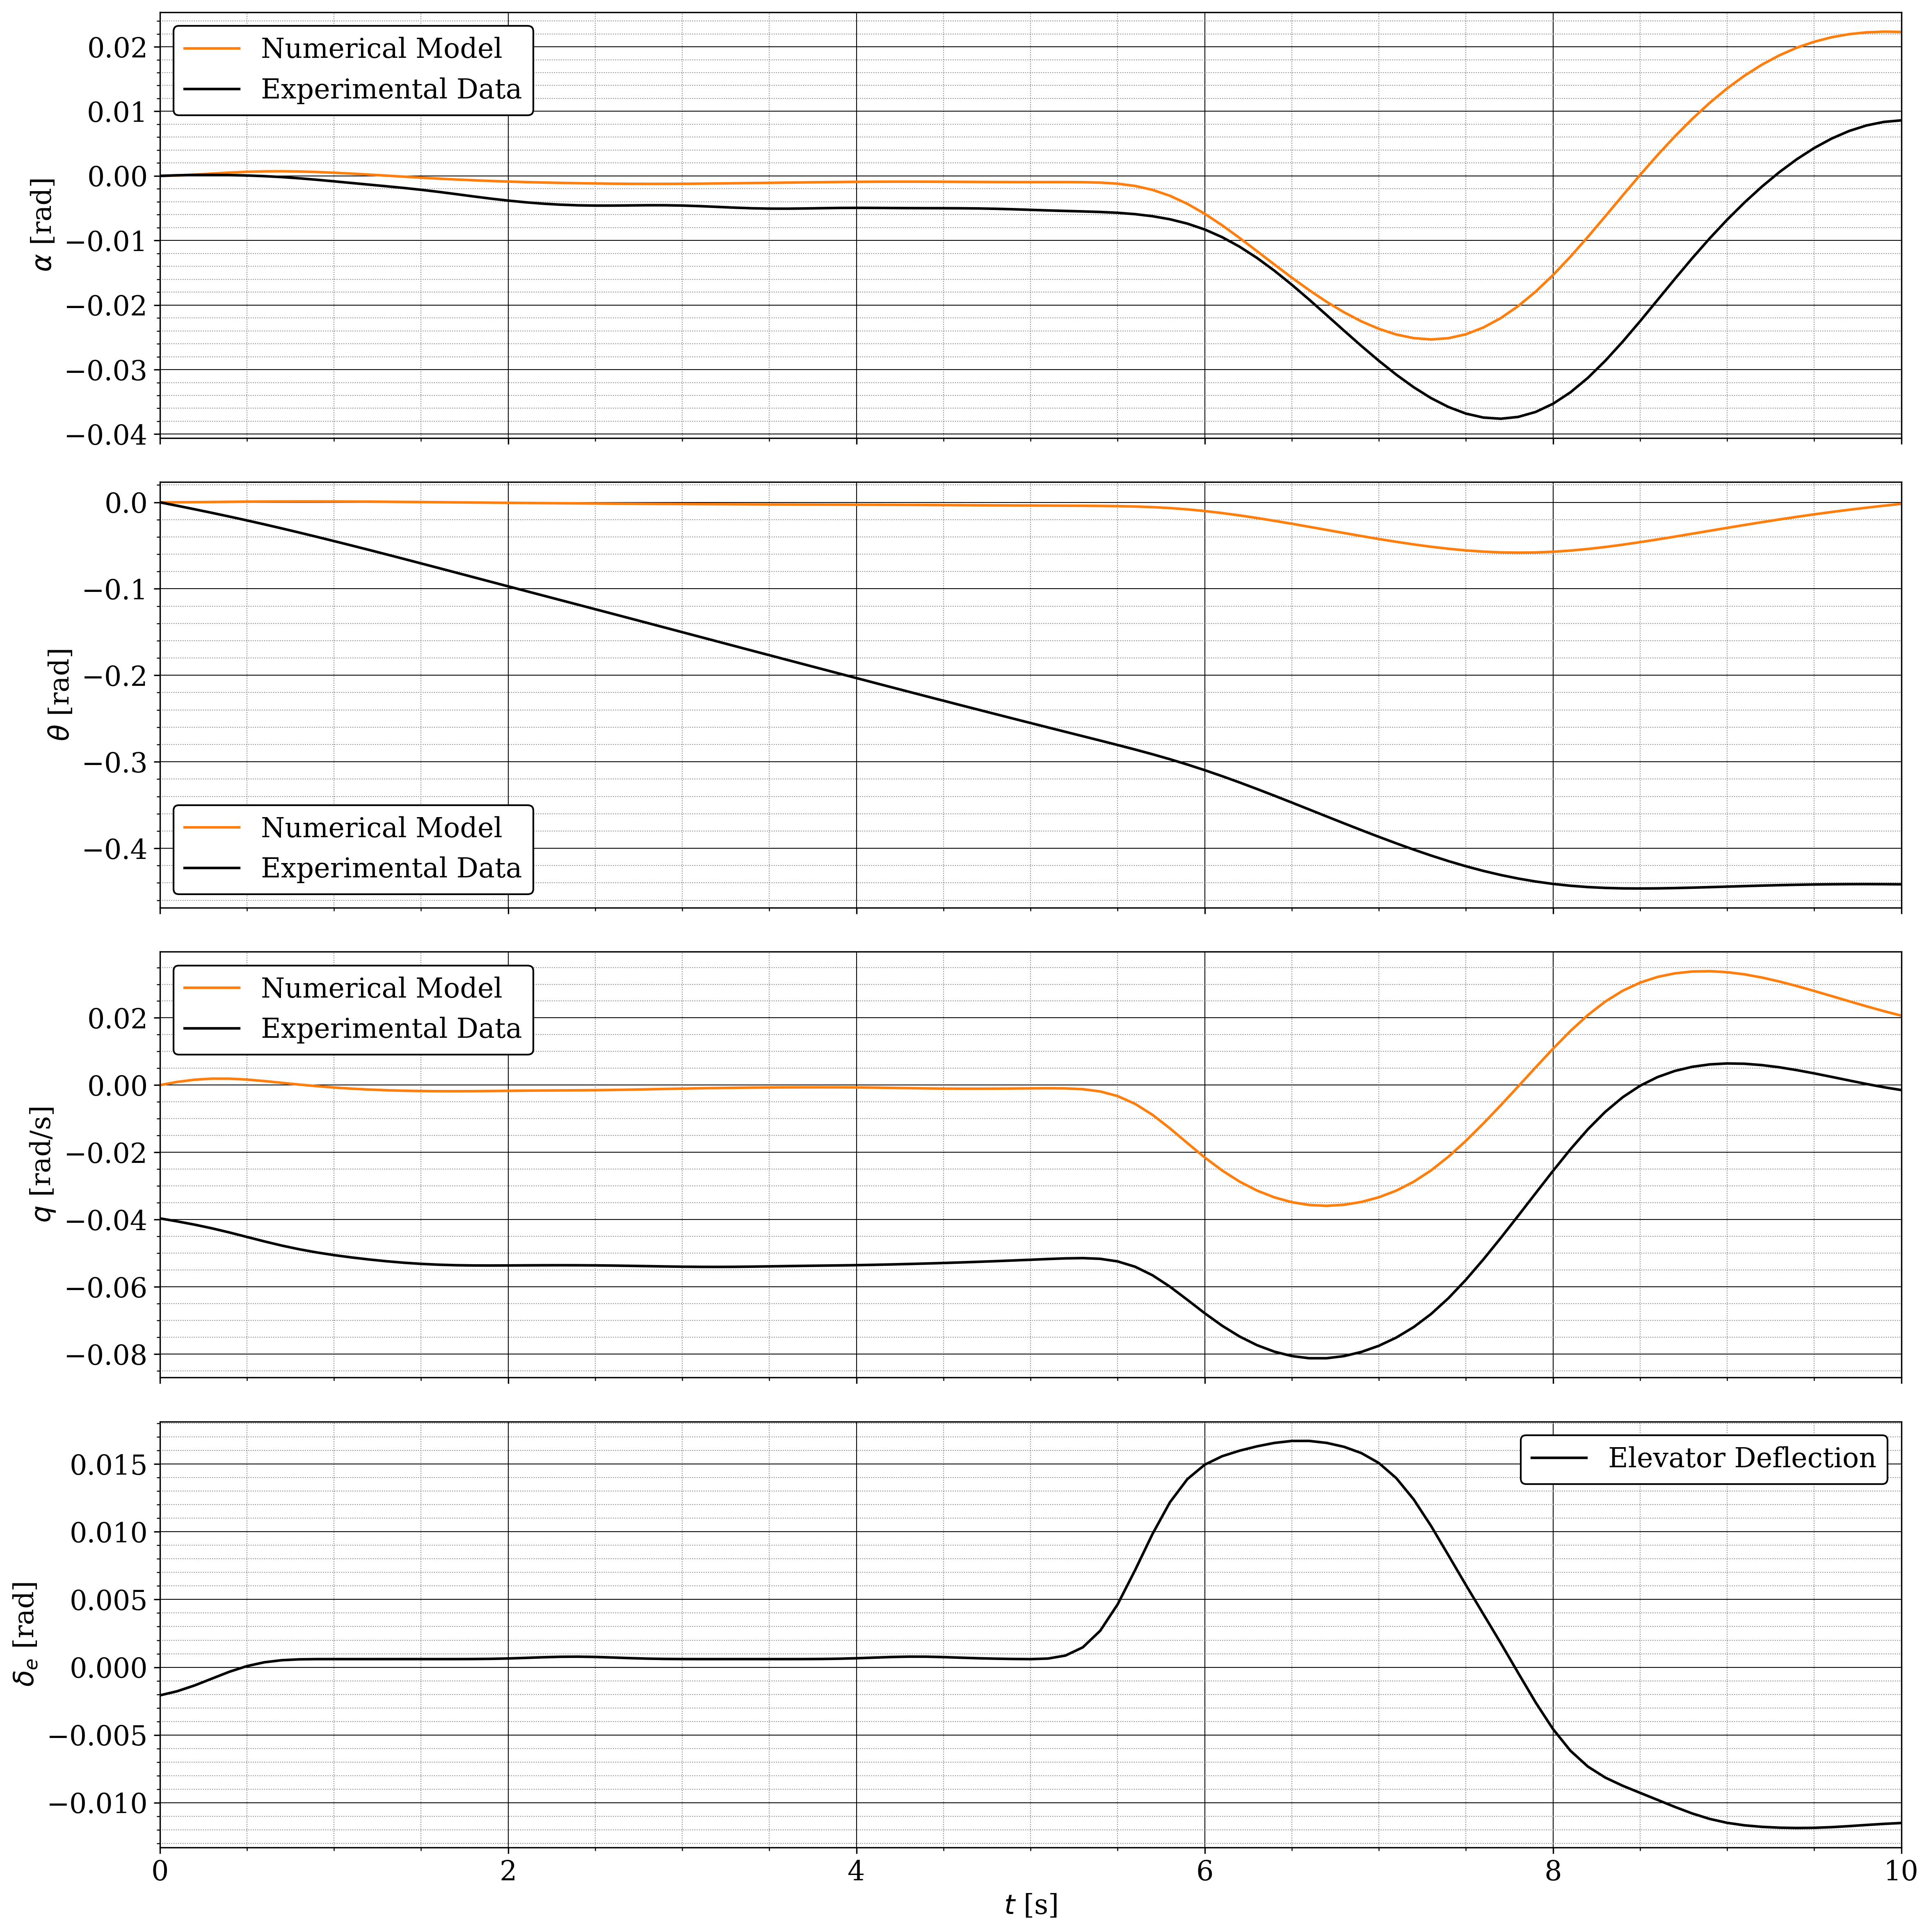 0.02
0.01
0.00
−0.01
−0.02
−0.03
−0.04
α [rad]
Numerical Model
Experimental Data
0.0
−0.1
−0.2
−0.3
−0.4
θ [rad]
Numerical Model
Experimental Data
0.02
0.00
−0.02
−0.04
−0.06
−0.08
q [rad/s]
Numerical Model
Experimental Data
0.015
0.010
0.005
0.000
−0.005
−0.010
δₑ [rad]
Elevator Deflection
0 2 4 6 8 10
t [s]